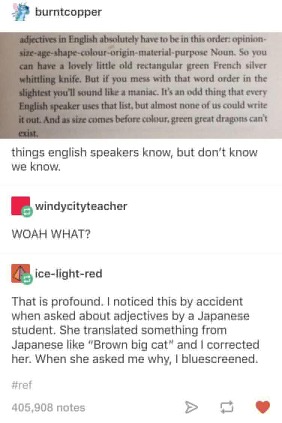 burntcopper
adjectives in English absolutely have to be in this order: opinion-
size-age-shape-colour-origin-material-purpose Noun. So you
can have a lovely little old rectangular green French silver
whittling knife. But if you mess with that word order in the
slightest you'll sound like a maniac. It's an odd thing that every
English speaker uses that list, but almost none of us could write
it out. And as size comes before colour, green great dragons can't
exist.
things english speakers know, but don't know
we know.
windycityteacher
WOAH WHAT?
ice-light-red
That is profound. I noticed this by accident
when asked about adjectives by a Japanese
student. She translated something from
Japanese like "Brown big cat" and I corrected
her. When she asked me why, I bluescreened.
#ref
405,908 notes